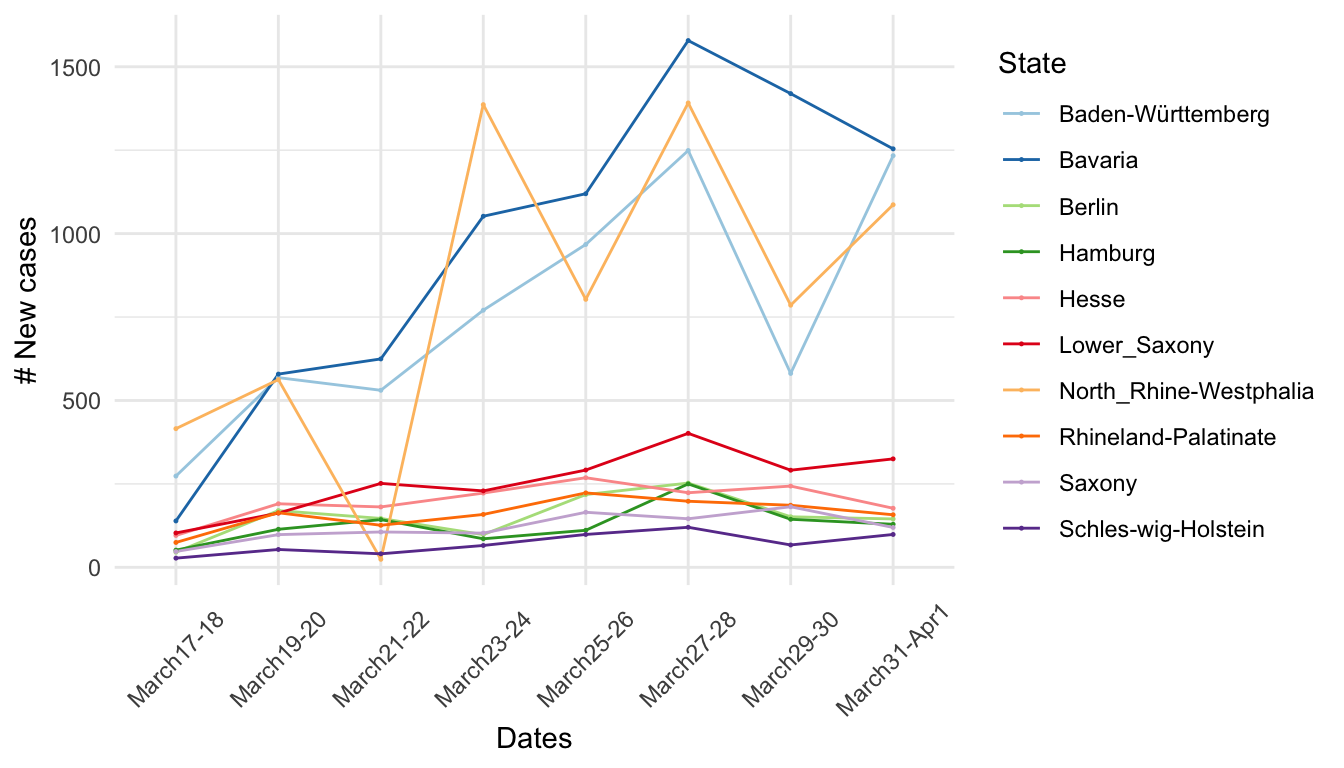 1500
1000
500
0
# New cases
March17-18
March19-20
March21-22
March23-24
March25-26
March27-28
March29-30
March31-Apr1
Dates
State
Baden-Württemberg
Bavaria
Berlin
Hamburg
Hesse
Lower_Saxony
North_Rhine-Westphalia
Rhineland-Palatinate
Saxony
Schles-wig-Holstein